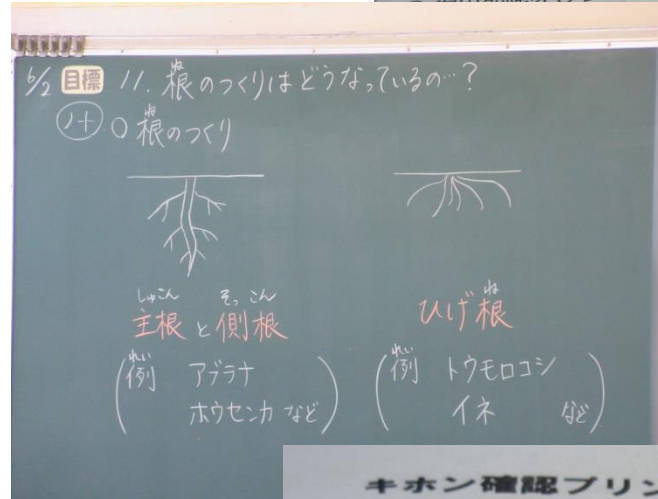 6/2 目標 11. 根のつくりはどうなっているの…?
ね
ノート ○ 根のつくり
ね
しゅこん そっこん
主根と側根
ね
ひげ根
れい
(例 アブラナ
ホウセンカ など)
れい
(例 トウモロコシ
イネ など)
キホン確認プリン